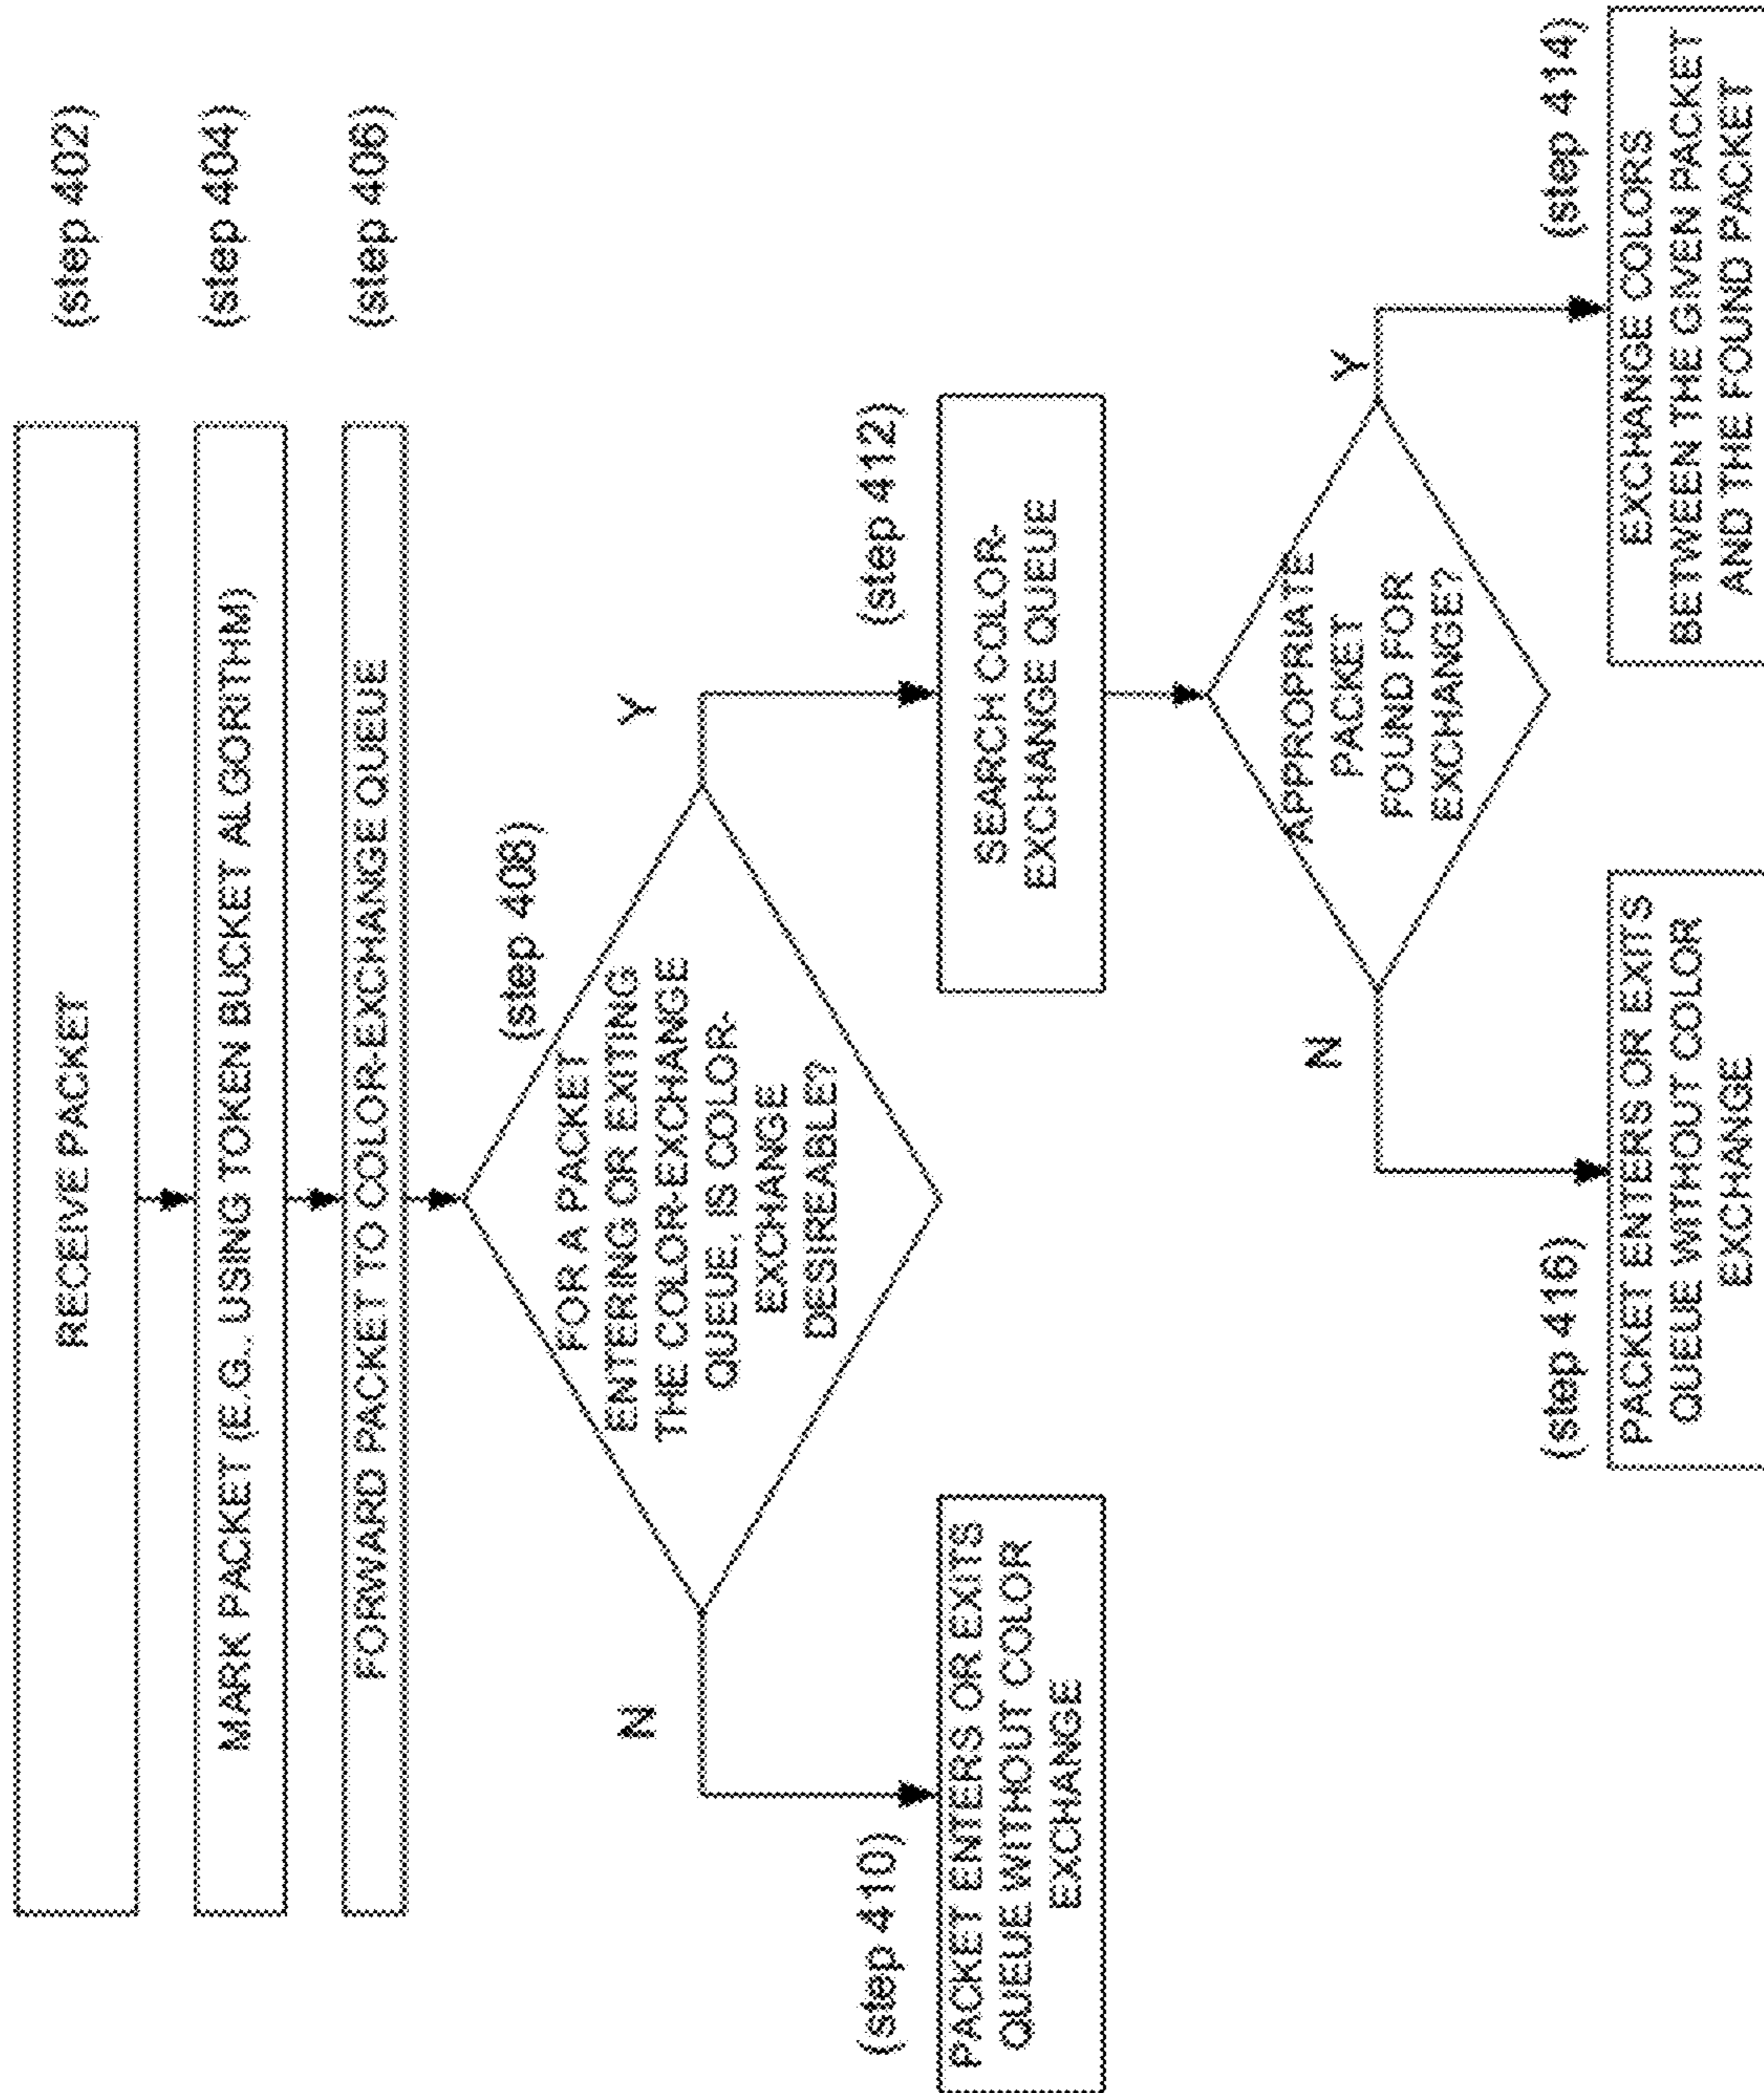 RECEIVE PACKET
(step 402)
MARK PACKET (E.G., USING TOKEN BUCKET ALGORITHM)
(step 404)
FORWARD PACKET TO COLOR-EXCHANGE QUEUE
(step 406)
(step 408)
FOR A PACKET
ENTERING OR EXITING
THE COLOR-EXCHANGE
QUEUE, IS COLOR-
EXCHANGE
DESIREABLE?
N
Y
(step 410)
PACKET ENTERS OR EXITS
QUEUE WITHOUT COLOR
EXCHANGE
(step 412)
SEARCH COLOR-
EXCHANGE QUEUE
APPROPRIATE
PACKET
FOUND FOR
EXCHANGE?
N
Y
(step 416)
PACKET ENTERS OR EXITS
QUEUE WITHOUT COLOR
EXCHANGE
(step 414)
EXCHANGE COLORS
BETWEEN THE GIVEN PACKET
AND THE FOUND PACKET